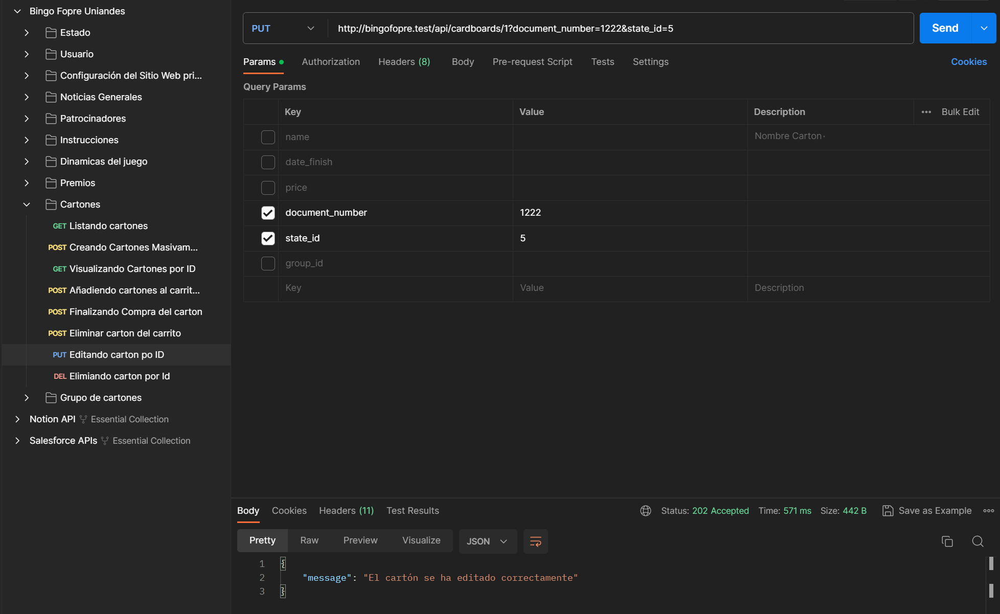 Bingo Fopre Uniandes
Estado
Usuario
Configuración del Sitio Web pri...
Noticias Generales
Patrocinadores
Instrucciones
Dinamicas del juego
Premios
Cartones
GET Listando cartones
POST Creando Cartones Masivam...
GET Visualizando Cartones por ID
POST Añadiendo cartones al carrit...
POST Finalizando Compra del carton
POST Eliminar carton del carrito
PUT Editando carton po ID
DEL Elimiando carton por Id
Grupo de cartones
Notion API Essential Collection
Salesforce APIs Essential Collection
PUT http://bingofopre.test/api/cardboards/1?document_number=1222&state_id=5 Send
Params Authorization Headers (8) Body Pre-request Script Tests Settings Cookies
Query Params
Key Value Description Bulk Edit
name Nombre Carton·
date_finish
price
document_number 1222
state_id 5
group_id
Key Value Description
Body Cookies Headers (11) Test Results Status: 202 Accepted Time: 571 ms Size: 442 B Save as Example
Pretty Raw Preview Visualize JSON
1 {
2 "message": "El cartón se ha editado correctamente"
3 }